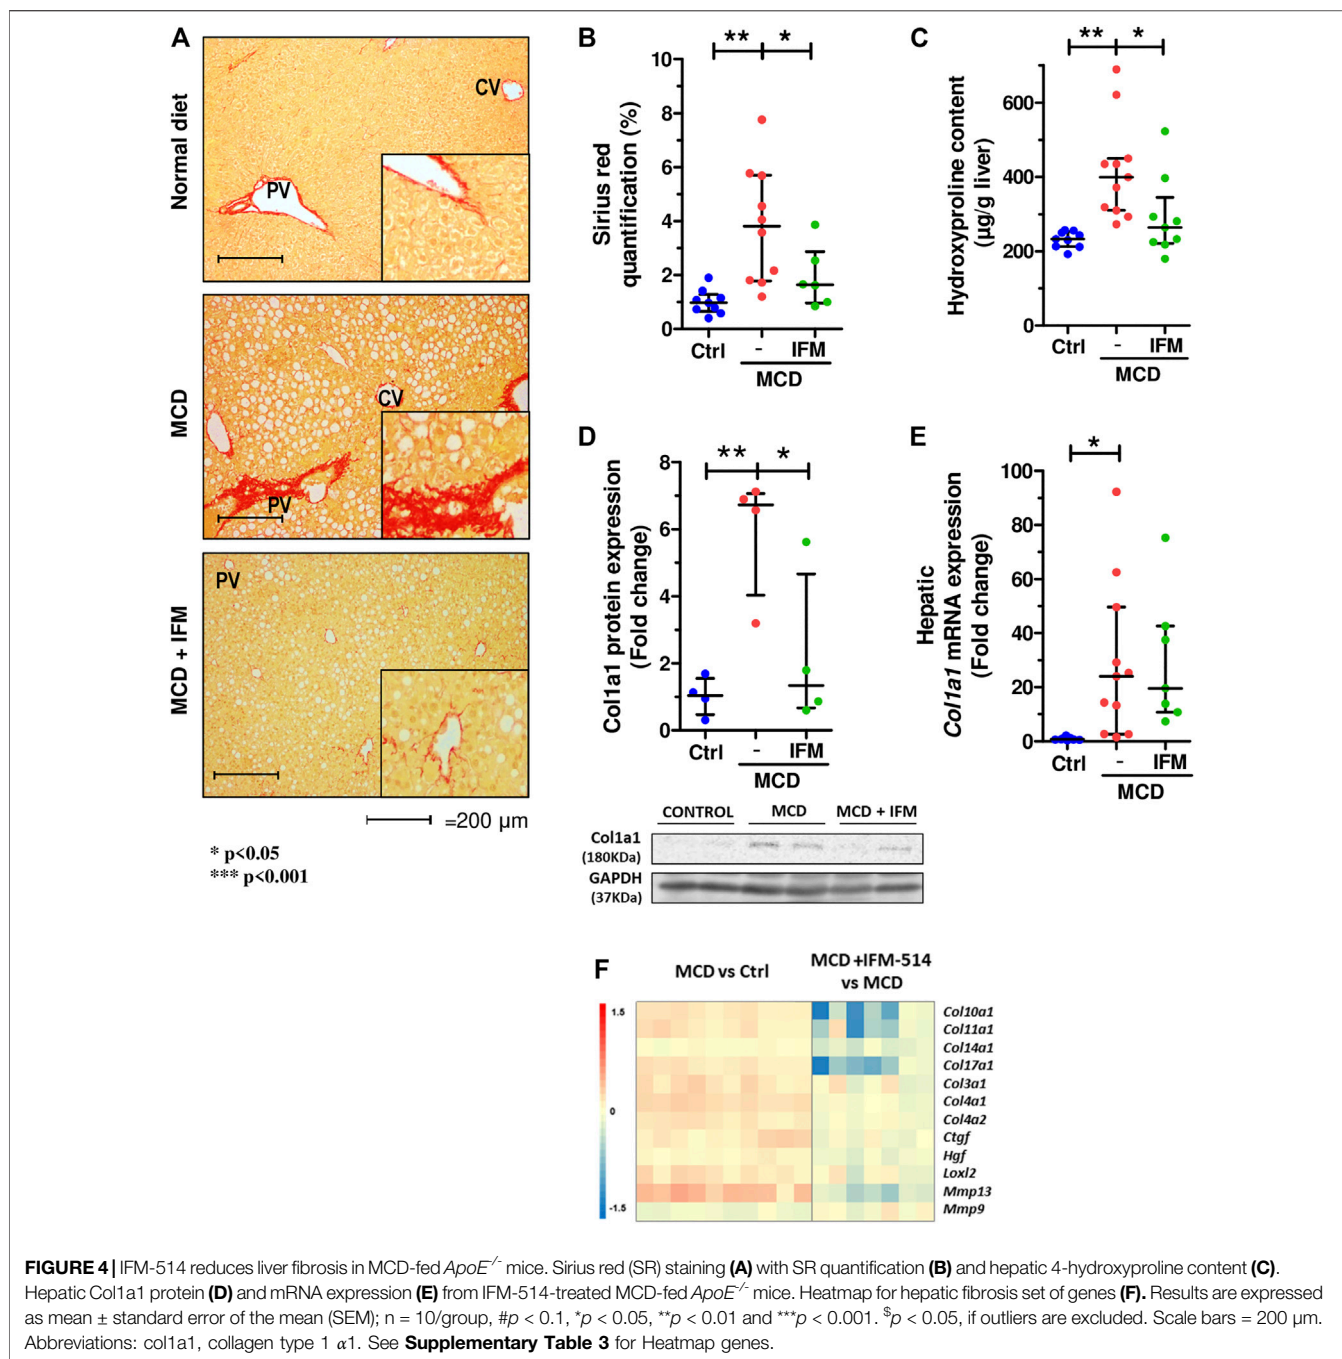 A
Normal diet
CV
PV
MCD
CV
PV
MCD + IFM
PV
=200 µm
* p<0.05
*** p<0.001
B
**
*
Sirius red
quantification (%)
10
8
6
4
2
0
Ctrl
-
IFM
MCD
C
**
*
Hydroxyproline content
(µg/g liver)
600
400
200
0
Ctrl
-
IFM
MCD
D
**
*
Col1a1 protein expression
(Fold change)
8
6
4
2
0
Ctrl
-
IFM
MCD
CONTROL MCD MCD + IFM
Col1a1
(180KDa)
GAPDH
(37KDa)
E
*
Hepatic
Col1a1 mRNA expression
(Fold change)
100
80
60
40
20
0
Ctrl
-
IFM
MCD
F
MCD vs Ctrl
MCD +IFM-514
vs MCD
1.5
0
-1.5
Col10a1
Col11a1
Col14a1
Col17a1
Col3a1
Col4a1
Col4a2
Ctgf
Hgf
Loxl2
Mmp13
Mmp9
FIGURE 4 | IFM-514 reduces liver fibrosis in MCD-fed ApoE-/- mice. Sirius red (SR) staining (A) with SR quantification (B) and hepatic 4-hydroxyproline content (C).
Hepatic Col1a1 protein (D) and mRNA expression (E) from IFM-514-treated MCD-fed ApoE-/- mice. Heatmap for hepatic fibrosis set of genes (F). Results are expressed
as mean ± standard error of the mean (SEM); n = 10/group, #p < 0.1, *p < 0.05, **p < 0.01 and ***p < 0.001. $p < 0.05, if outliers are excluded. Scale bars = 200 µm.
Abbreviations: col1a1, collagen type 1 α1. See Supplementary Table 3 for Heatmap genes.